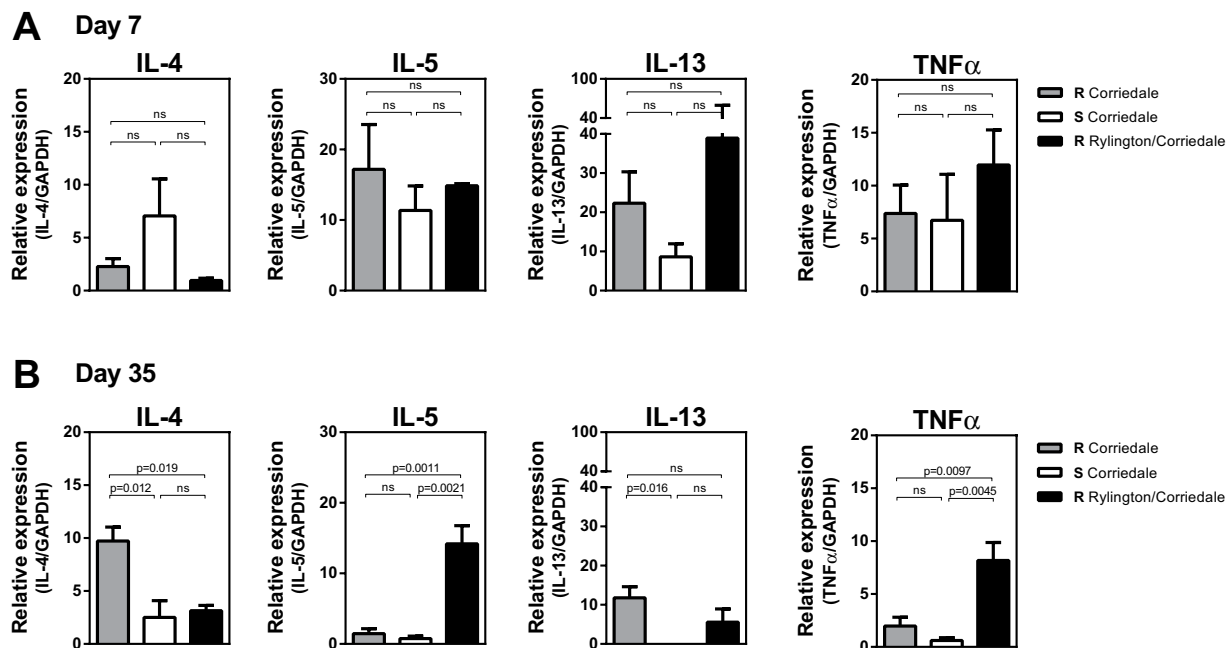 A Day 7
IL-4
Relative expression
(IL-4/GAPDH)
20
15
10
5
0
ns
ns
ns
IL-5
Relative expression
(IL-5/GAPDH)
30
20
10
0
ns
ns
ns
IL-13
Relative expression
(IL-13/GAPDH)
100
40
40
30
20
10
0
ns
ns
ns
TNFα
Relative expression
(TNFα/GAPDH)
20
15
10
5
0
ns
ns
ns
R Corriedale
S Corriedale
R Rylington/Corriedale
B Day 35
IL-4
Relative expression
(IL-4/GAPDH)
20
15
10
5
0
p=0.019
p=0.012
ns
IL-5
Relative expression
(IL-5/GAPDH)
30
20
10
0
p=0.0011
ns
p=0.0021
IL-13
Relative expression
(IL-13/GAPDH)
100
40
40
30
20
10
0
ns
p=0.016
ns
TNFα
Relative expression
(TNFα/GAPDH)
20
15
10
5
0
p=0.0097
ns
p=0.0045
R Corriedale
S Corriedale
R Rylington/Corriedale